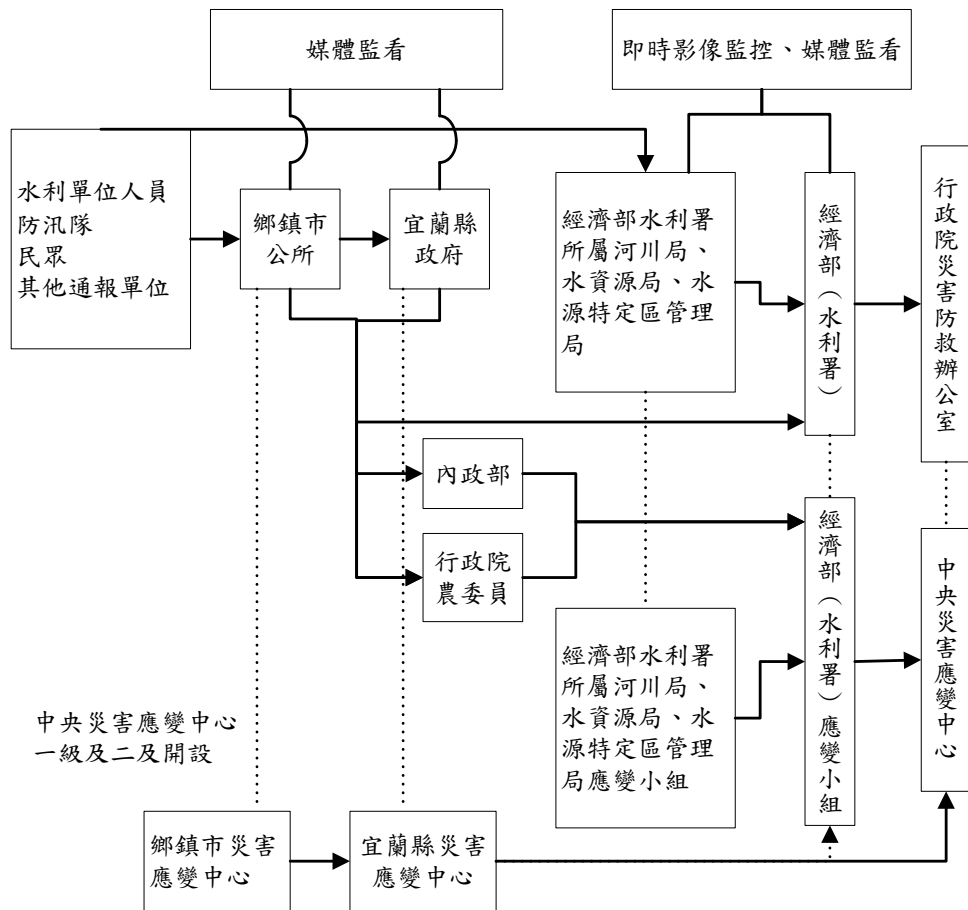 媒體監看
即時影像監控、媒體監看
水利單位人員
防汛隊
民眾
其他通報單位
鄉鎮市
公所
宜蘭縣
政府
經濟部水利署
所屬河川局、
水資源局、水
源特定區管理
局
經濟部（水利署）
行政院災害防救辦公室
內政部
行政院
農委員
經濟部水利署
所屬河川局、
水資源局、水
源特定區管理
局應變小組
經濟部（水利署）應變小組
中央災害應變中心
中央災害應變中心
一級及二及開設
鄉鎮市災害
應變中心
宜蘭縣災害
應變中心